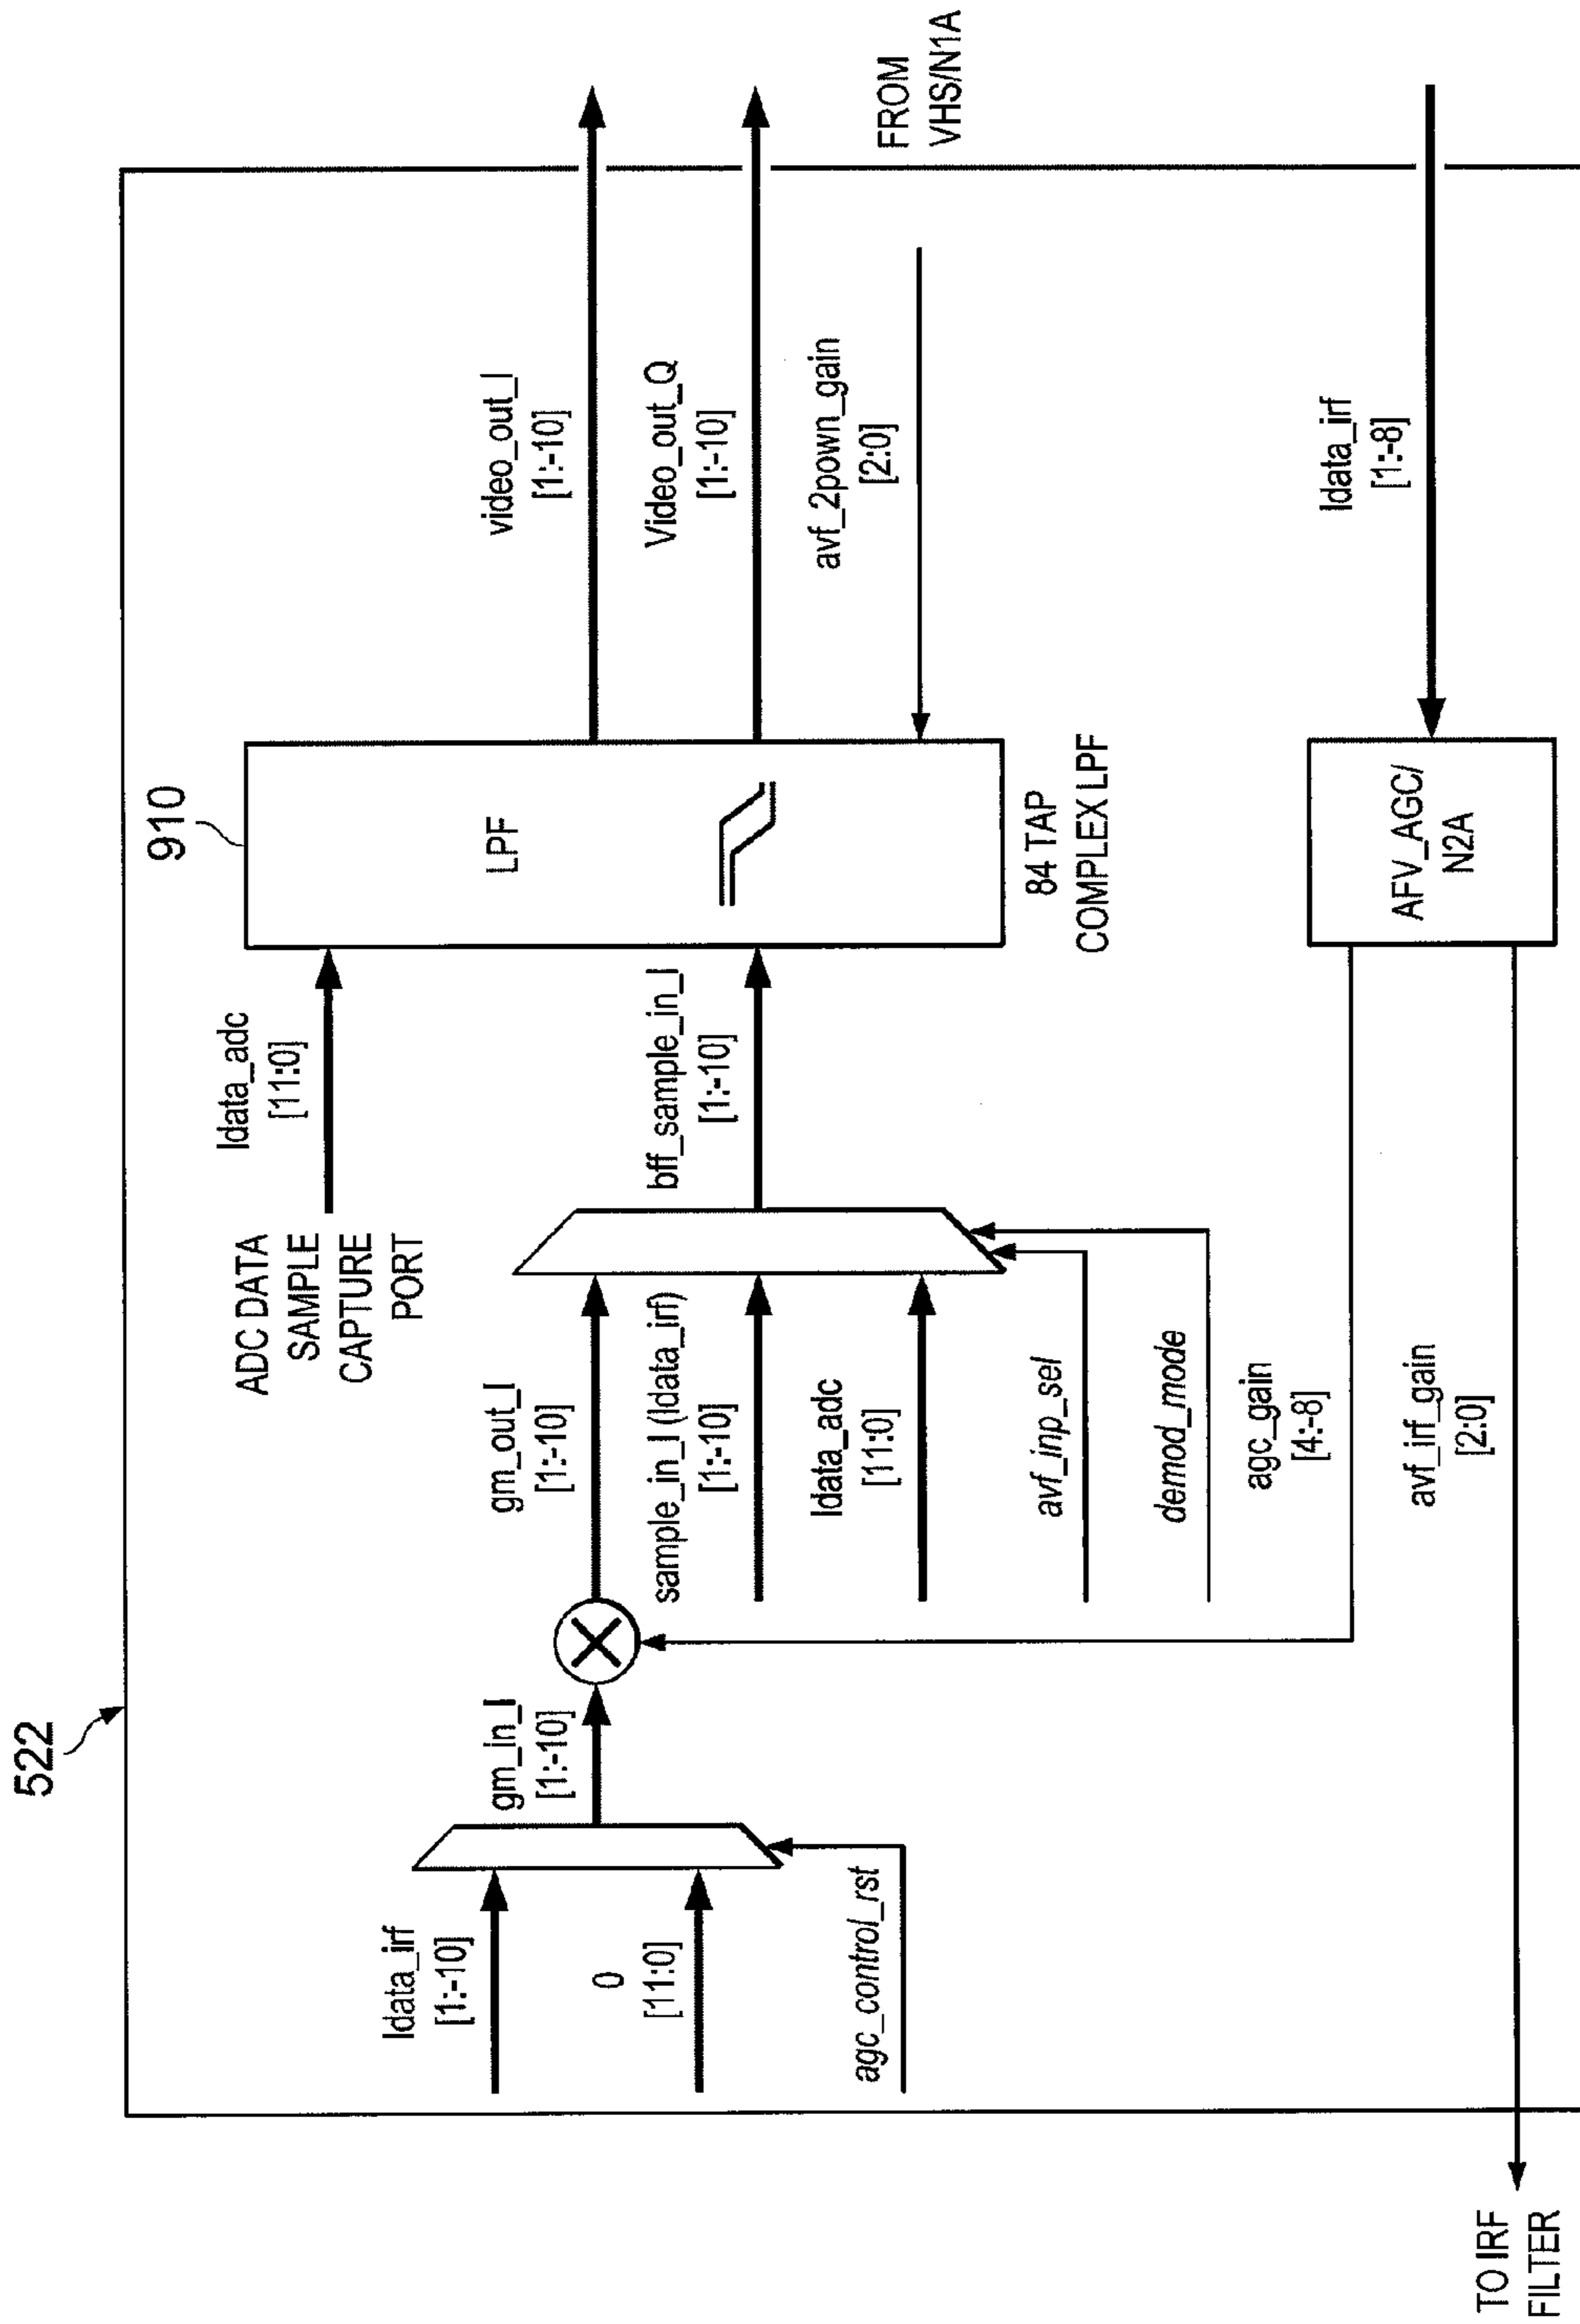 522
910
Idata_irf
[1:-10]
0
[11:0]
agc_control_rst
gm_in_I
[1:-10]
gm_out_I
[1:-10]
sample_in_I (Idata_irf)
[1:-10]
Idata_adc
[11:0]
avf_inp_sel
demod_mode
agc_gain
[4:-8]
avf_irf_gain
[2:0]
TO IRF
FILTER
ADC DATA
SAMPLE
CAPTURE
PORT
Idata_adc
[11:0]
bff_sample_in_I
[1:-10]
LPF
84 TAP
COMPLEX LPF
AFV_AGC/
N2A
video_out_I
[1:-10]
Video_out_Q
[1:-10]
avf_2pown_gain
[2:0]
FROM
VHS/N1A
Idata_irf
[1:-8]